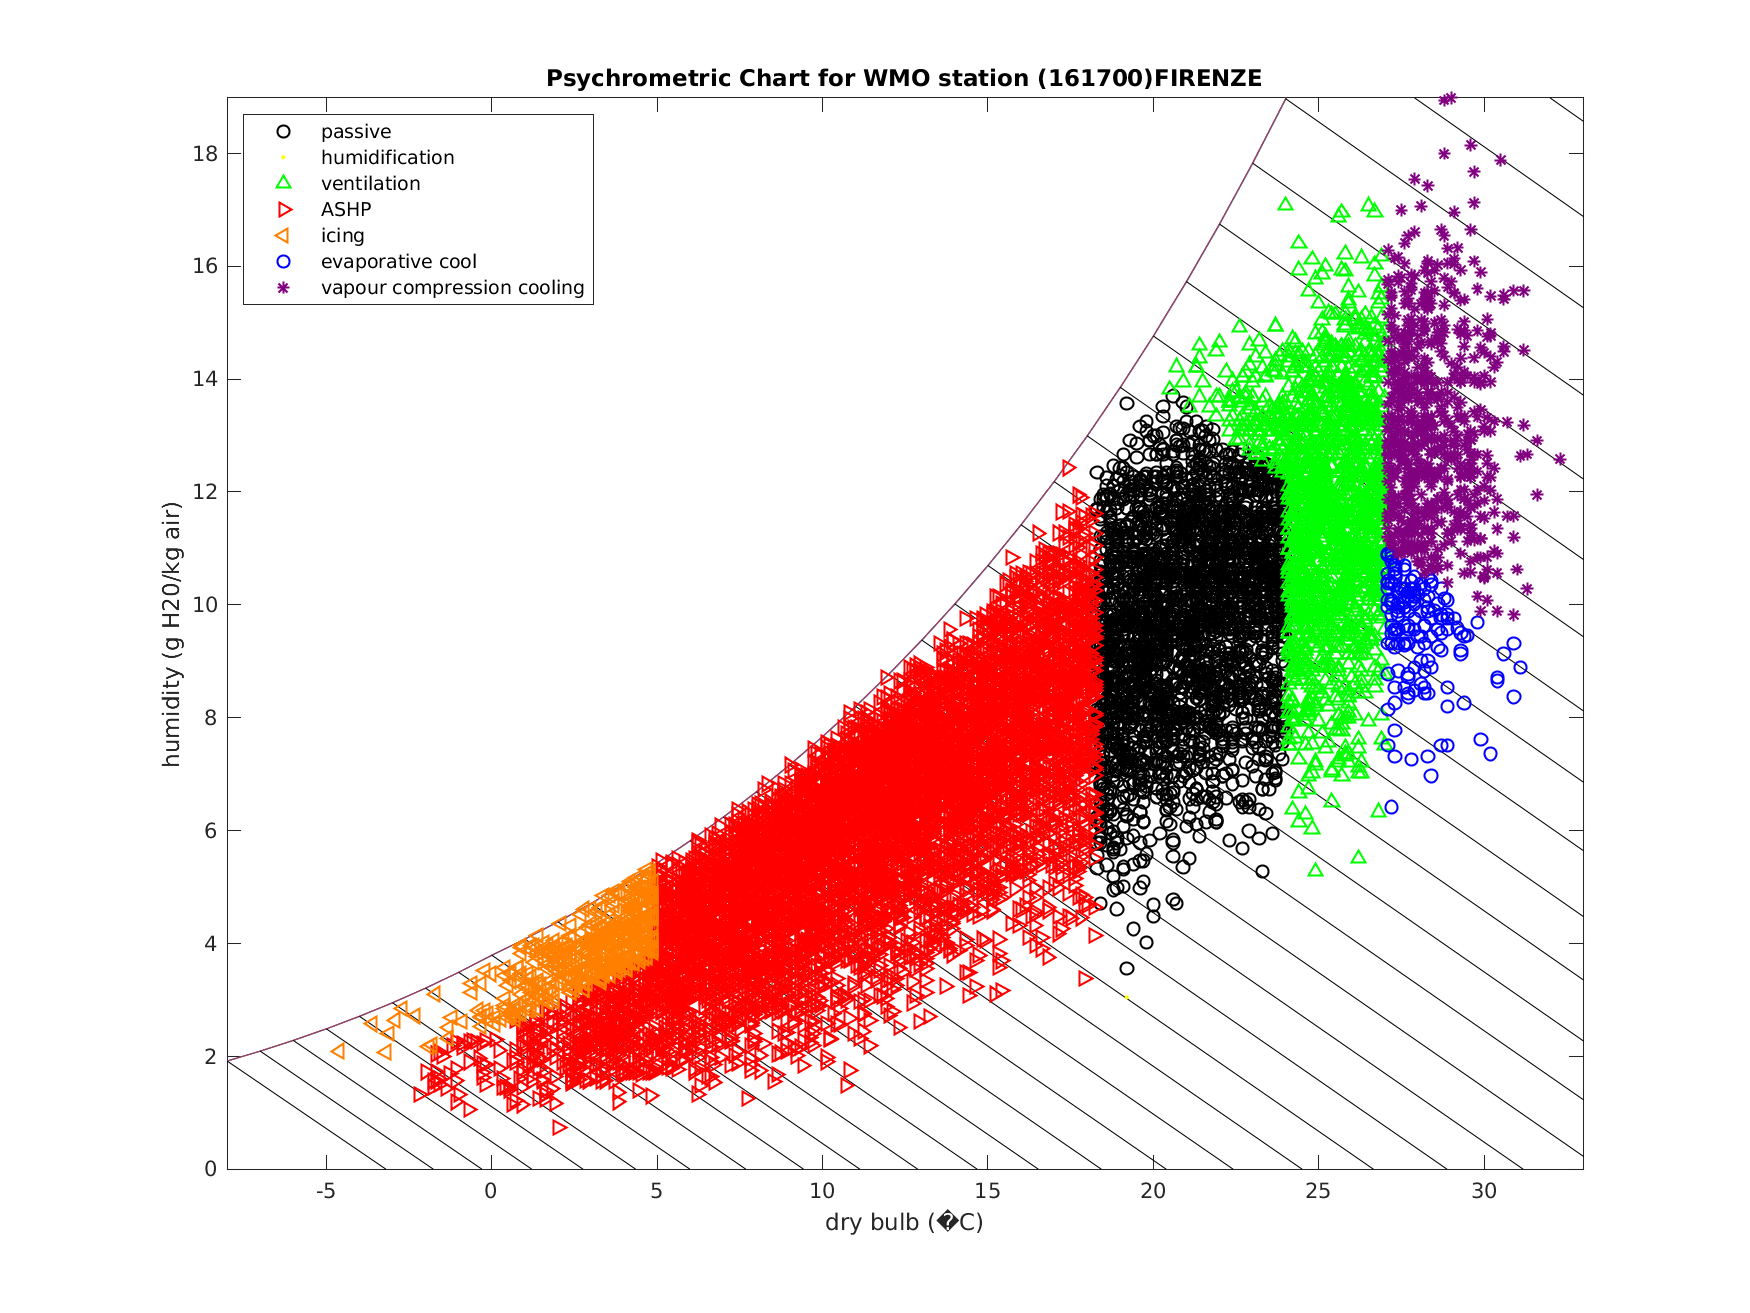 Psychrometric Chart for WMO station (161700)FIRENZE
passive
humidification
ventilation
ASHP
icing
evaporative cool
vapour compression cooling
humidity (g H20/kg air)
18
16
14
12
10
8
6
4
2
0
-5
0
5
10
15
20
25
30
dry bulb (�C)